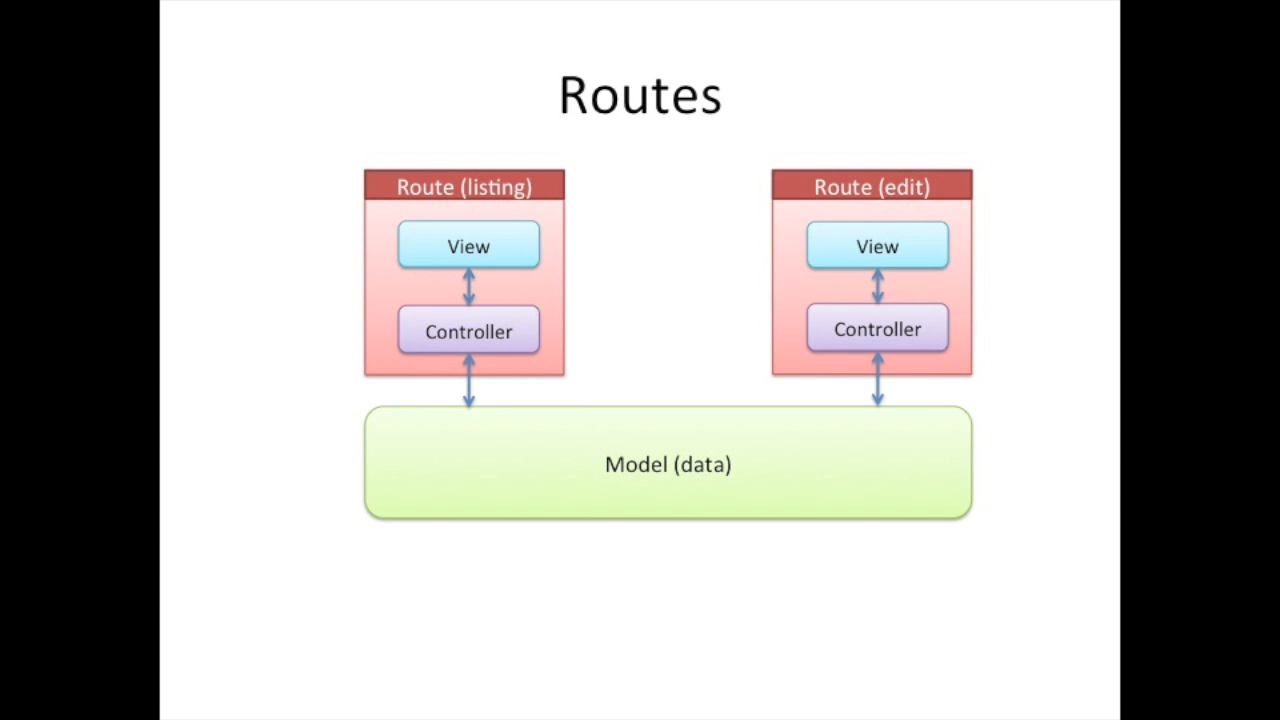 Routes
Route (listing)
Route (edit)
View
View
Controller
Controller
Model (data)